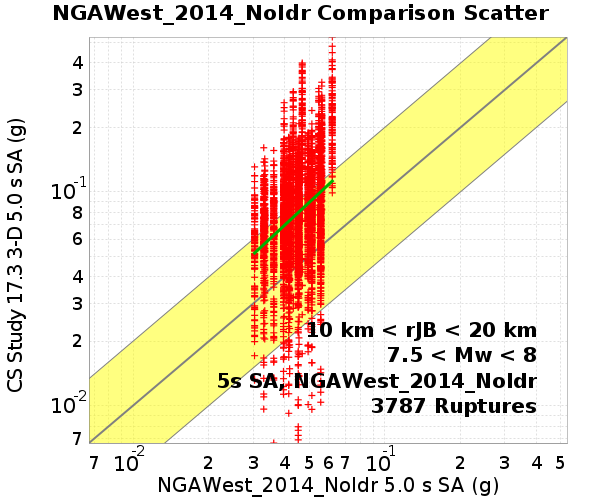 NGAWest_2014_NoIdr Comparison Scatter
CS Study 17.3 3-D 5.0 s SA (g)
4
3
2
10-1
8
6
4
3
2
10-2
7
10 km < rJB < 20 km
7.5 < Mw < 8
5s SA, NGAWest_2014_NoIdr
3787 Ruptures
7 10-2 2 3 4 5 6 7 10-1 2 3 4 5
NGAWest_2014_NoIdr 5.0 s SA (g)